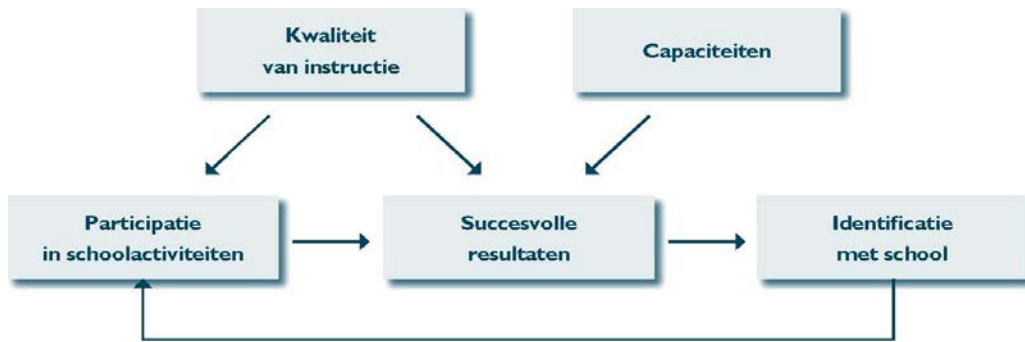 Kwaliteit
van instructie
Capaciteiten
Participatie
in schoolactiviteiten
Succesvolle
resultaten
Identificatie
met school